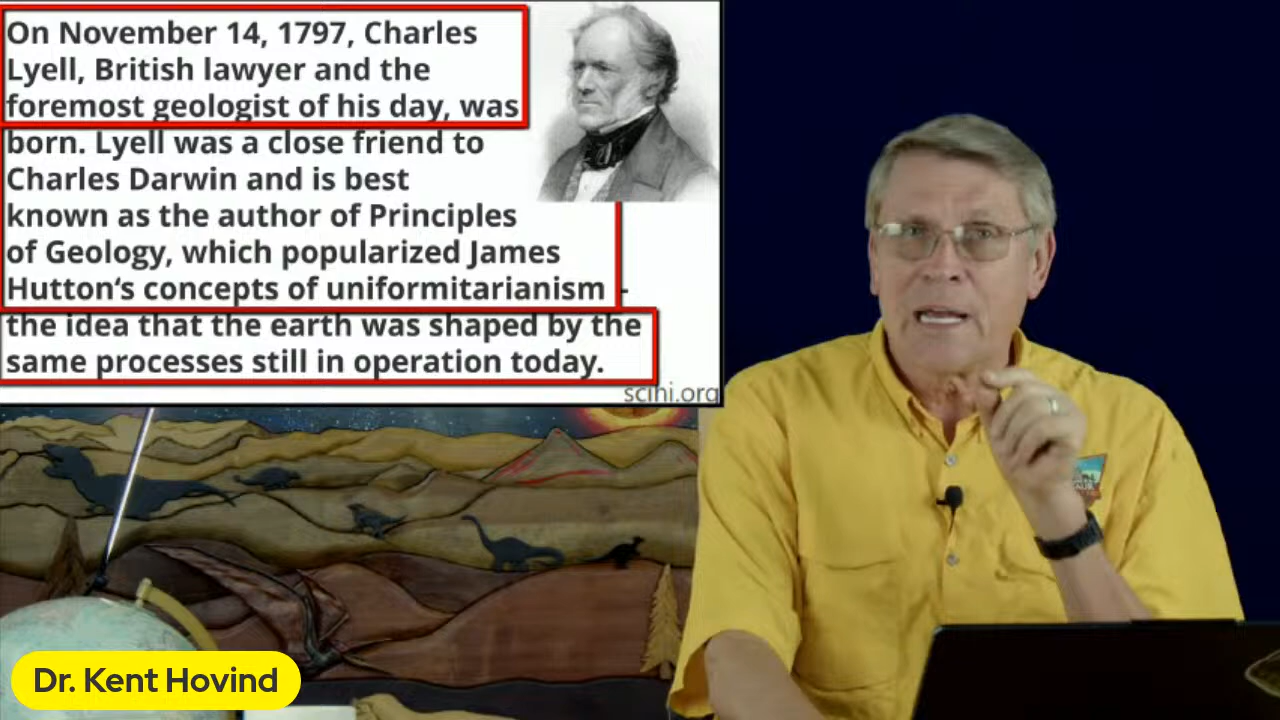 On November 14, 1797, Charles
Lyell, British lawyer and the
foremost geologist of his day, was
born. Lyell was a close friend to
Charles Darwin and is best
known as the author of Principles
of Geology, which popularized James
Hutton‘s concepts of uniformitarianism -
the idea that the earth was shaped by the
same processes still in operation today.
scihi.org
Dr. Kent Hovind